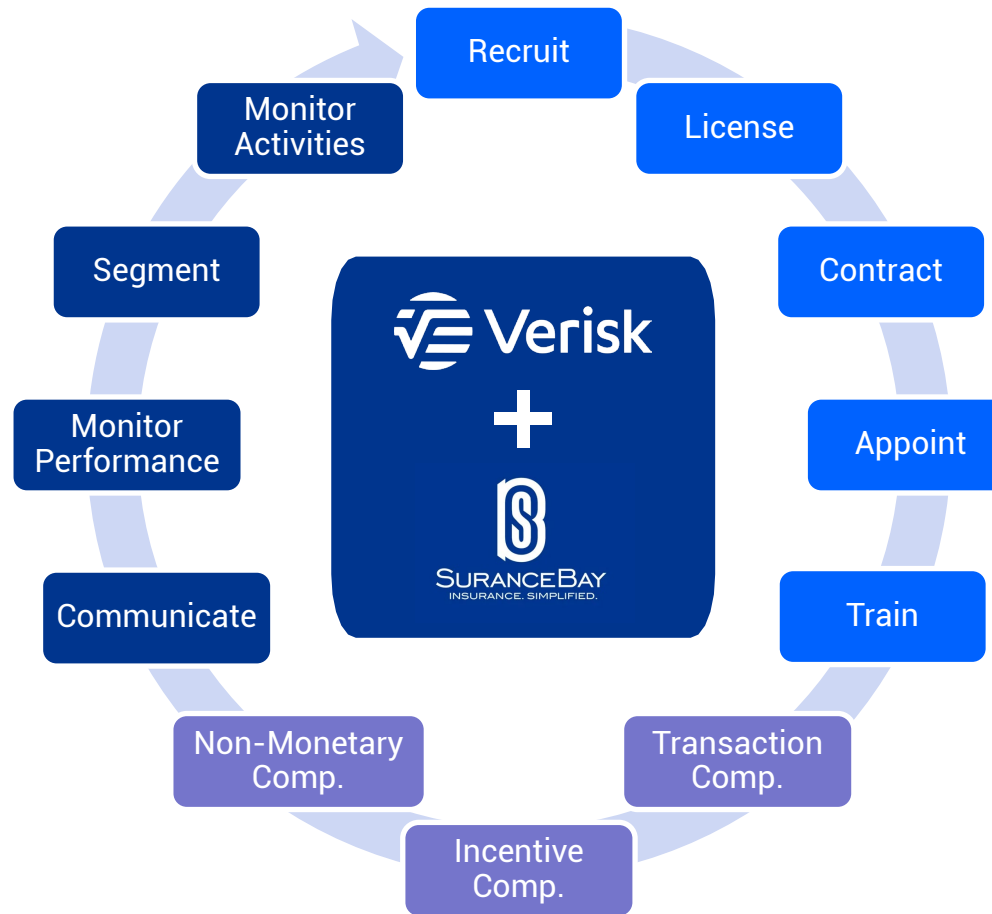 Recruit
License
Contract
Appoint
Train
Transaction
Comp.
Incentive
Comp.
Non-Monetary
Comp.
Communicate
Monitor
Performance
Segment
Monitor
Activities
Verisk
+
SURANCEBAY
INSURANCE. SIMPLIFIED.